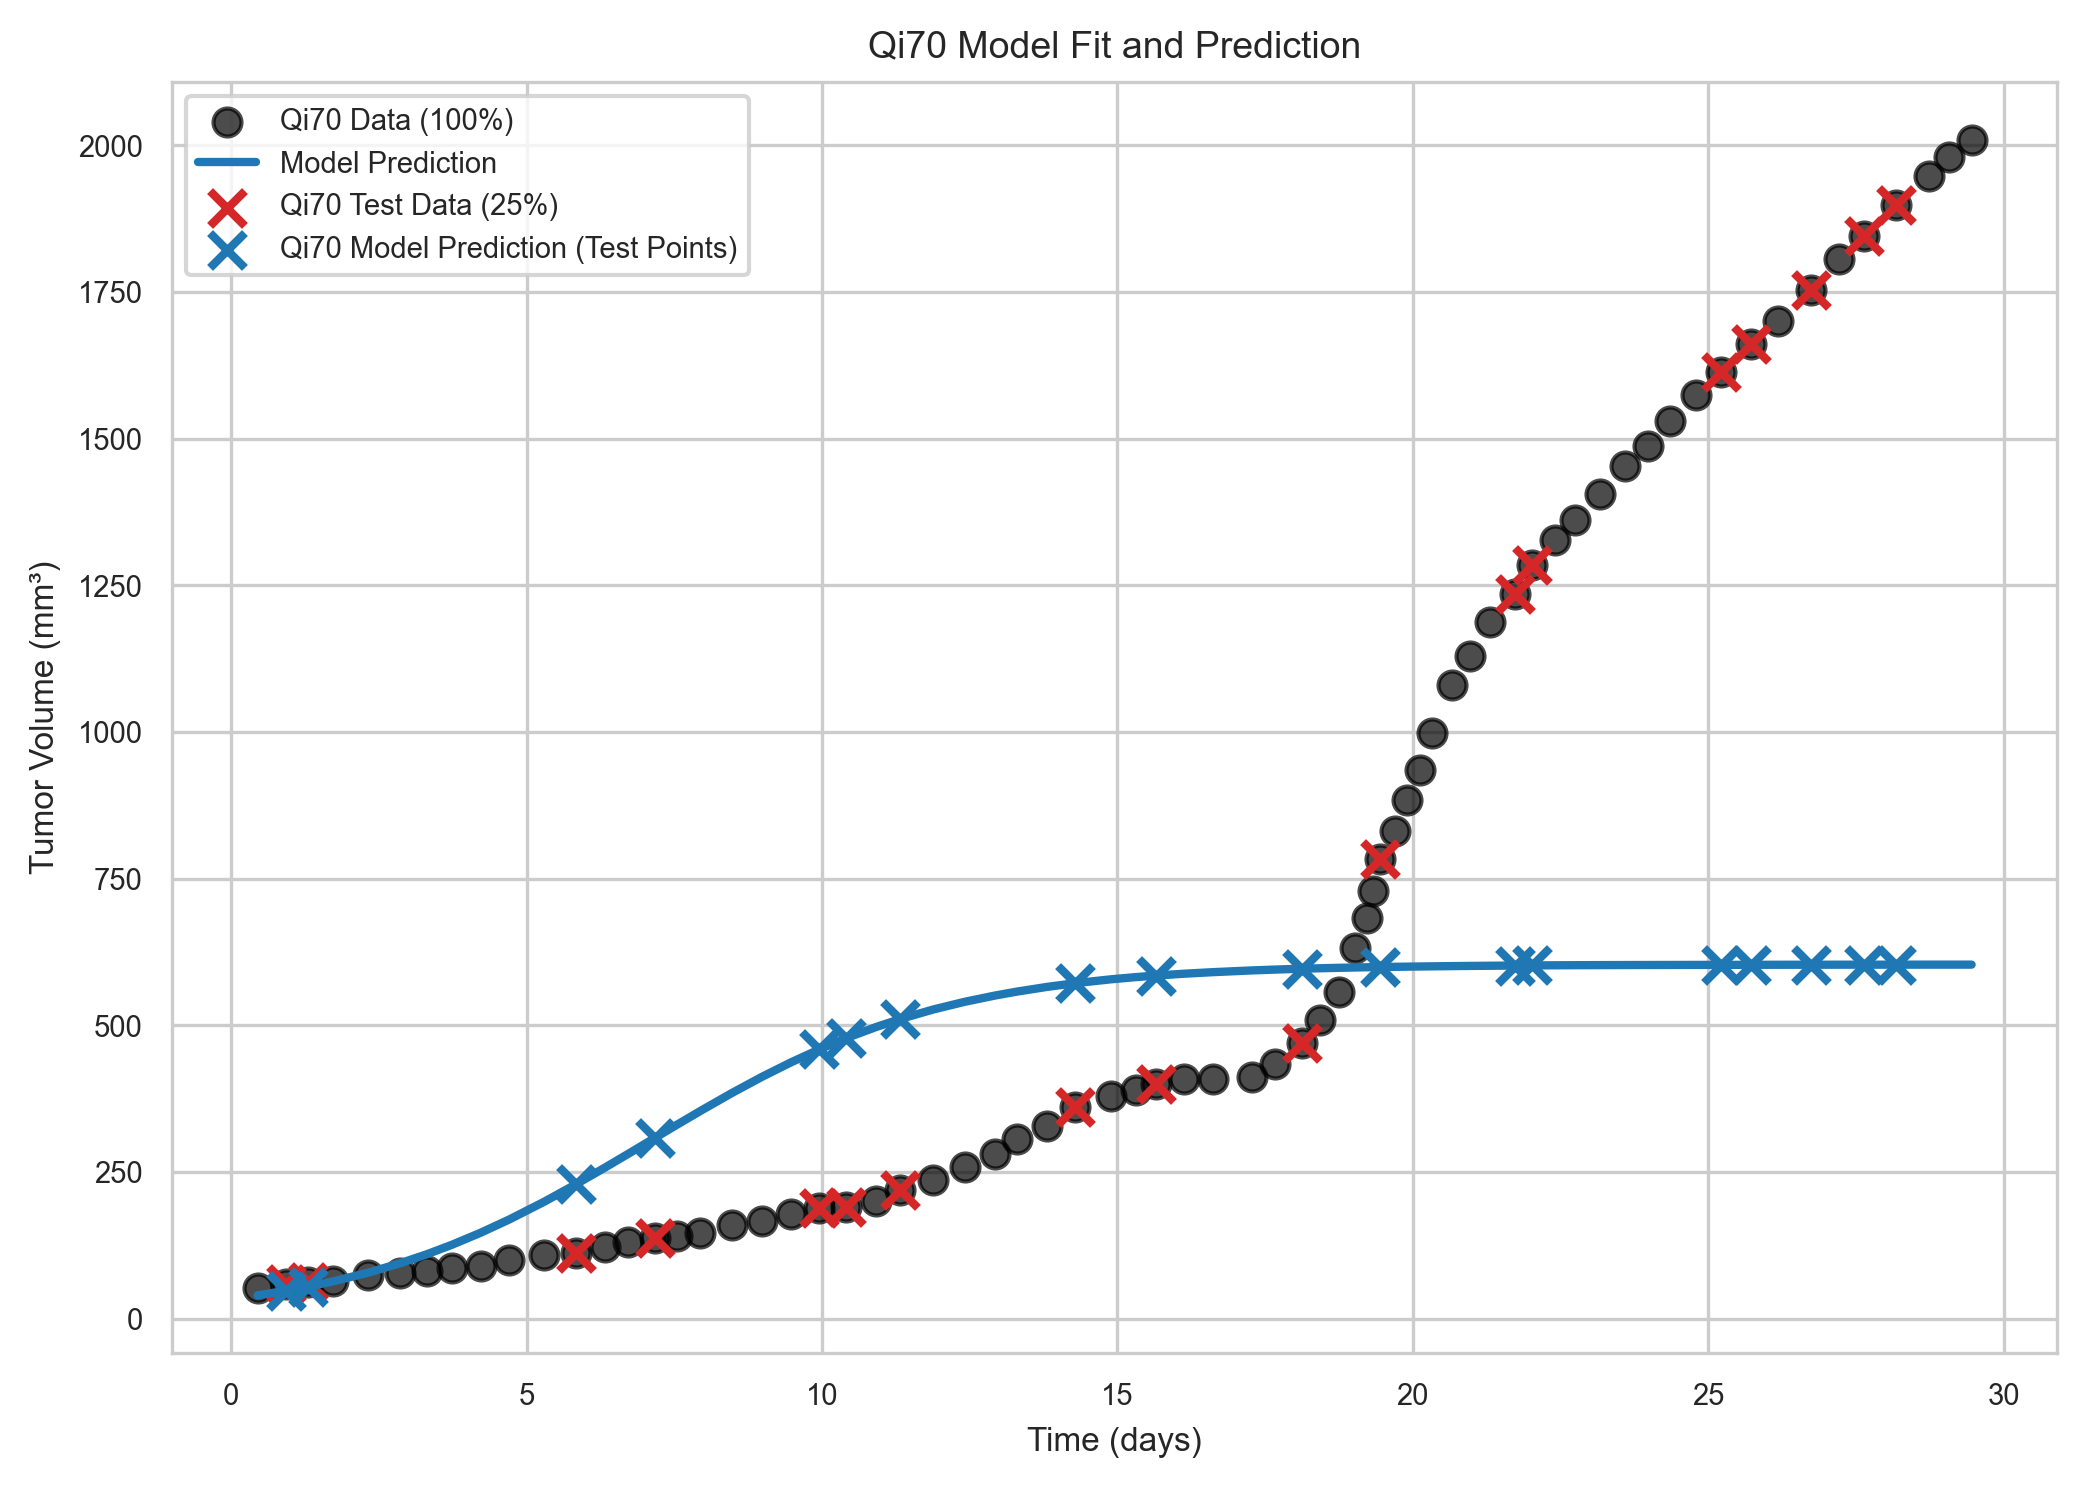 Qi70 Model Fit and Prediction
Qi70 Data (100%)
Model Prediction
Qi70 Test Data (25%)
Qi70 Model Prediction (Test Points)
Tumor Volume (mm³)
2000
1750
1500
1250
1000
750
500
250
0
0 5 10 15 20 25 30
Time (days)